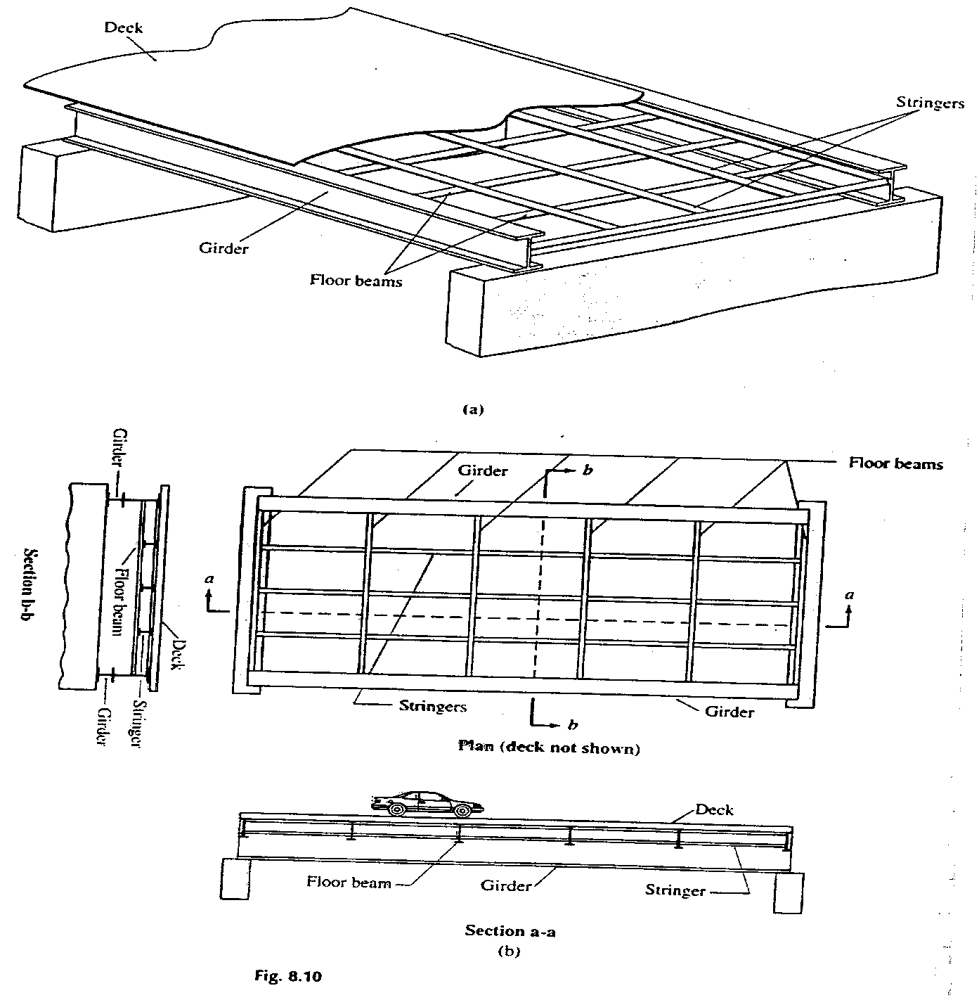 Deck
Stringers
Girder
Floor beams
(a)
Girder
Floor beams
Girder
b
Section b-b
Floor beam
a
a
Deck
Stringers
Girder
Girder
Stringer
b
Plan (deck not shown)
Deck
Floor beam
Girder
Stringer
Section a-a
(b)
Fig. 8.10